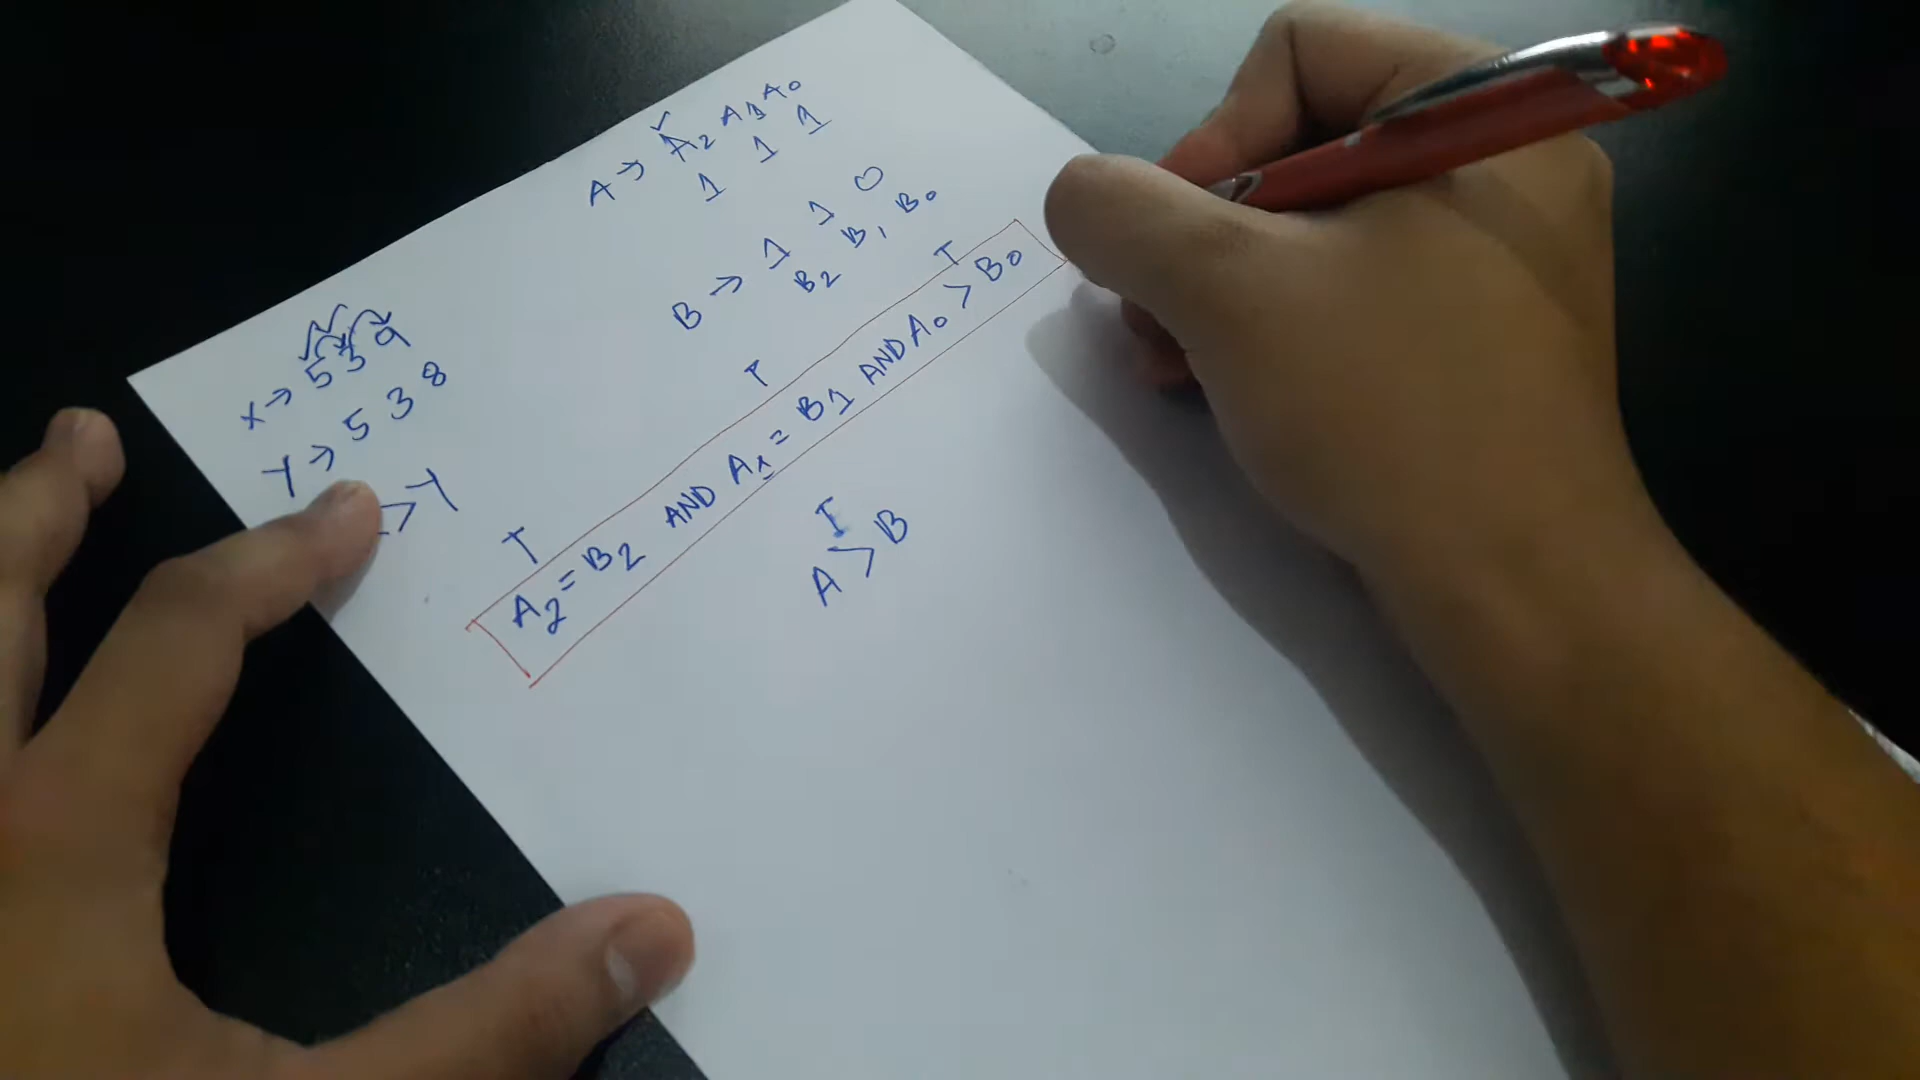 A → A2 A1 A0
1 1 1
B → 1 1 0
B2 B1 B0
X → 5 3 9
Y → 5 3 8
> Y
T T T
A2 = B2 AND A1 = B1 AND A0 > B0
T
A > B